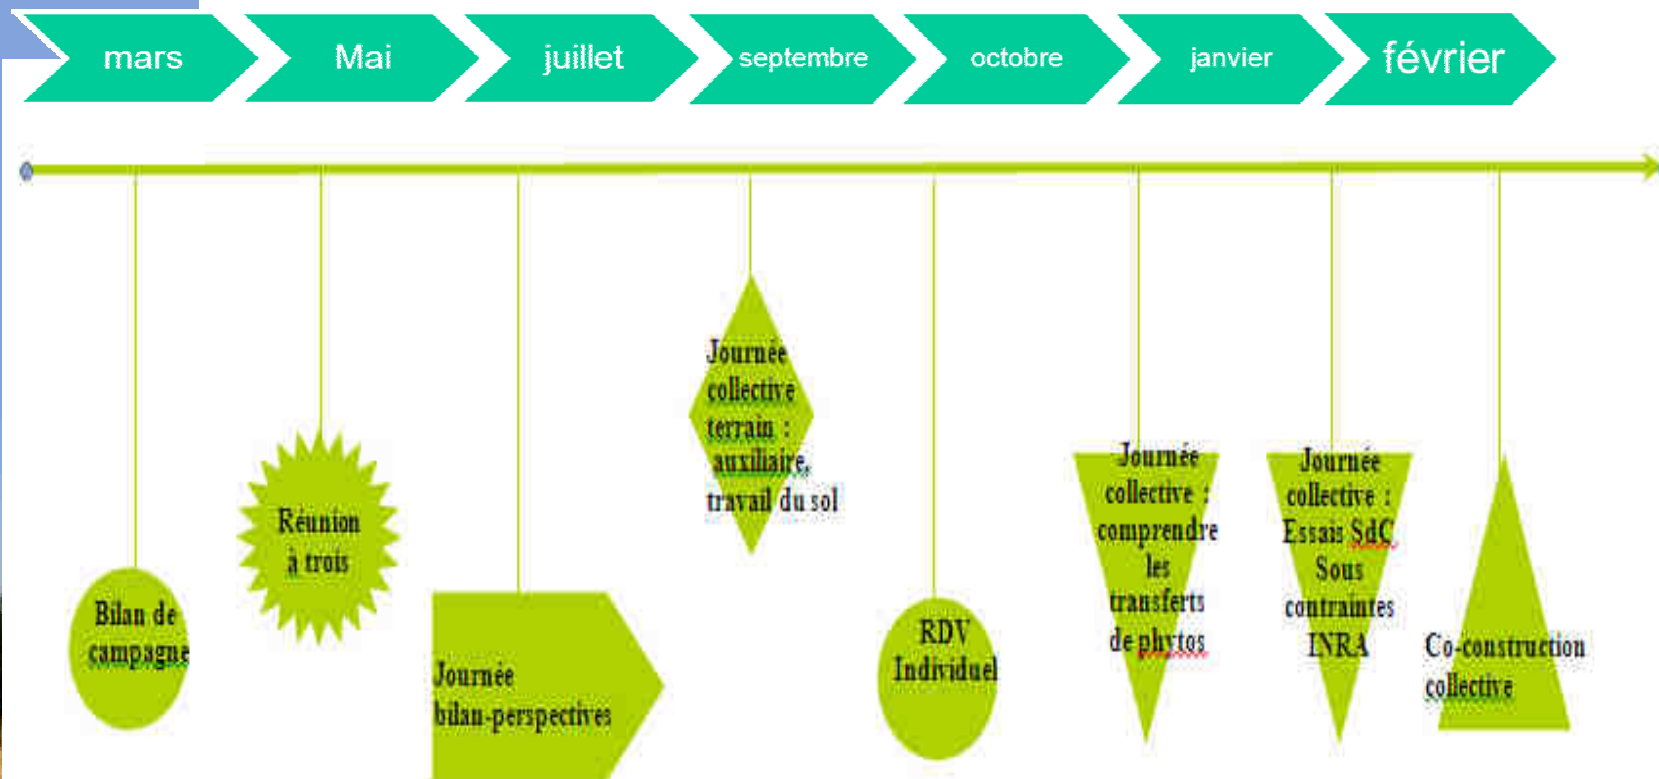 mars
Mai
juillet
septembre
octobre
janvier
février
Bilan de
campagne
Réunion
à trois
Journée
bilan-perspectives
Journée
collective
terrain :
auxiliaire,
travail du sol
RDV
Individuel
Journée
collective :
comprendre
les
transferts
de phytos
Journée
collective :
Essais SdC
Sous
contraintes
INRA
Co-construction
collective